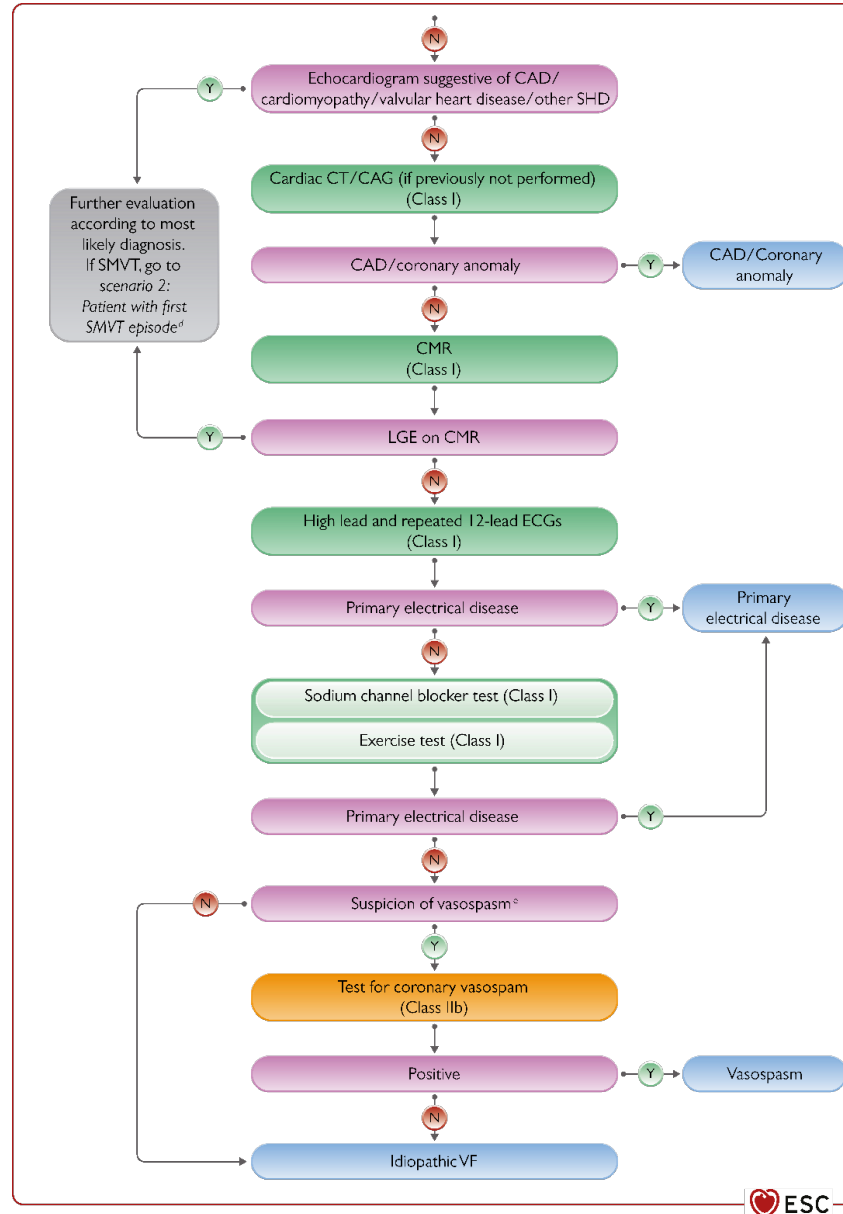 N
Echocardiogram suggestive of CAD/
cardiomyopathy/valvular heart disease/other SHD
Y
N
Cardiac CT/CAG (if previously not performed)
(Class I)
Further evaluation
according to most
likely diagnosis.
If SMVT, go to
scenario 2:
Patient with first
SMVT episodeᵈ
CAD/coronary anomaly
Y
CAD/Coronary
anomaly
N
CMR
(Class I)
Y
LGE on CMR
N
High lead and repeated 12-lead ECGs
(Class I)
Primary electrical disease
Y
Primary
electrical disease
N
Sodium channel blocker test (Class I)
Exercise test (Class I)
Primary electrical disease
Y
N
N
Suspicion of vasospasmᵉ
Y
Test for coronary vasospam
(Class IIb)
Positive
Y
Vasospasm
N
Idiopathic VF
ESC